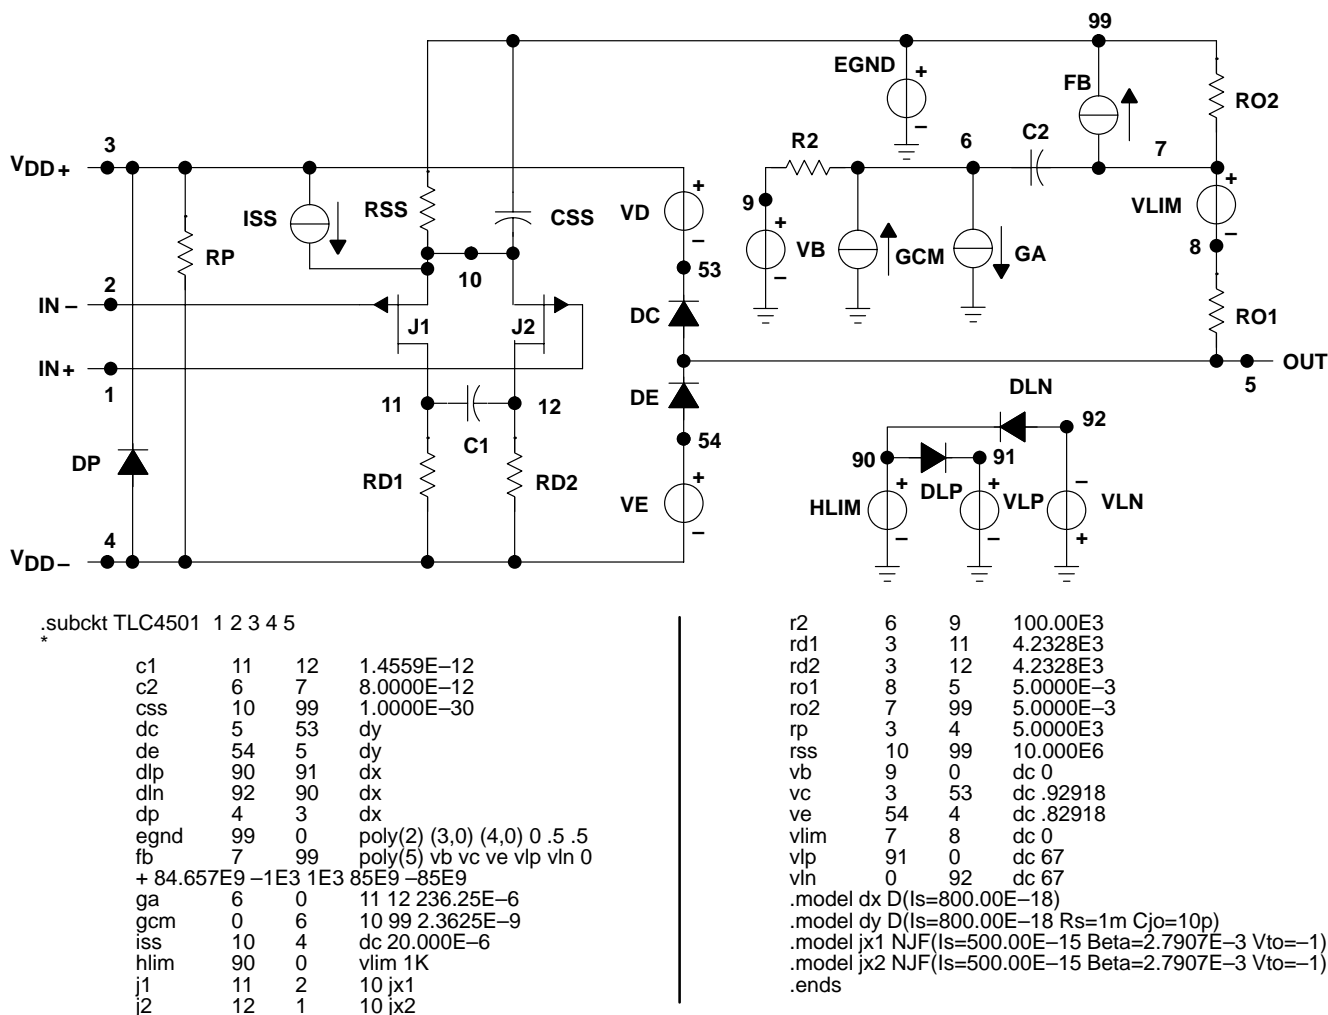 99
EGND
+
–
FB
RO2
3
V DD +
6
C2
7
R2
9
+
–
VB
GCM
GA
VLIM
+
–
8
RO1
ISS
RSS
CSS
RP
VD
+
–
53
10
2
IN –
J1
J2
DC
IN +
1
OUT
5
DE
11
12
C1
54
DP
RD1
RD2
VE
+
–
4
V DD –
DLN
92
90
91
DLP
HLIM
+
–
VLP
+
–
VLN
–
+
.subckt TLC4501 1 2 3 4 5
*
c1 11 12 1.4559E–12
c2 6 7 8.0000E–12
css 10 99 1.0000E–30
dc 5 53 dy
de 54 5 dy
dlp 90 91 dx
dln 92 90 dx
dp 4 3 dx
egnd 99 0 poly(2) (3,0) (4,0) 0 .5 .5
fb 7 99 poly(5) vb vc ve vlp vln 0
+ 84.657E9 –1E3 1E3 85E9 –85E9
ga 6 0 11 12 236.25E–6
gcm 0 6 10 99 2.3625E–9
iss 10 4 dc 20.000E–6
hlim 90 0 vlim 1K
j1 11 2 10 jx1
j2 12 1 10 jx2
r2 6 9 100.00E3
rd1 3 11 4.2328E3
rd2 3 12 4.2328E3
ro1 8 5 5.0000E–3
ro2 7 99 5.0000E–3
rp 3 4 5.0000E3
rss 10 99 10.000E6
vb 9 0 dc 0
vc 3 53 dc .92918
ve 54 4 dc .82918
vlim 7 8 dc 0
vlp 91 0 dc 67
vln 0 92 dc 67
.model dx D(Is=800.00E–18)
.model dy D(Is=800.00E–18 Rs=1m Cjo=10p)
.model jx1 NJF(Is=500.00E–15 Beta=2.7907E–3 Vto=–1)
.model jx2 NJF(Is=500.00E–15 Beta=2.7907E–3 Vto=–1)
.ends